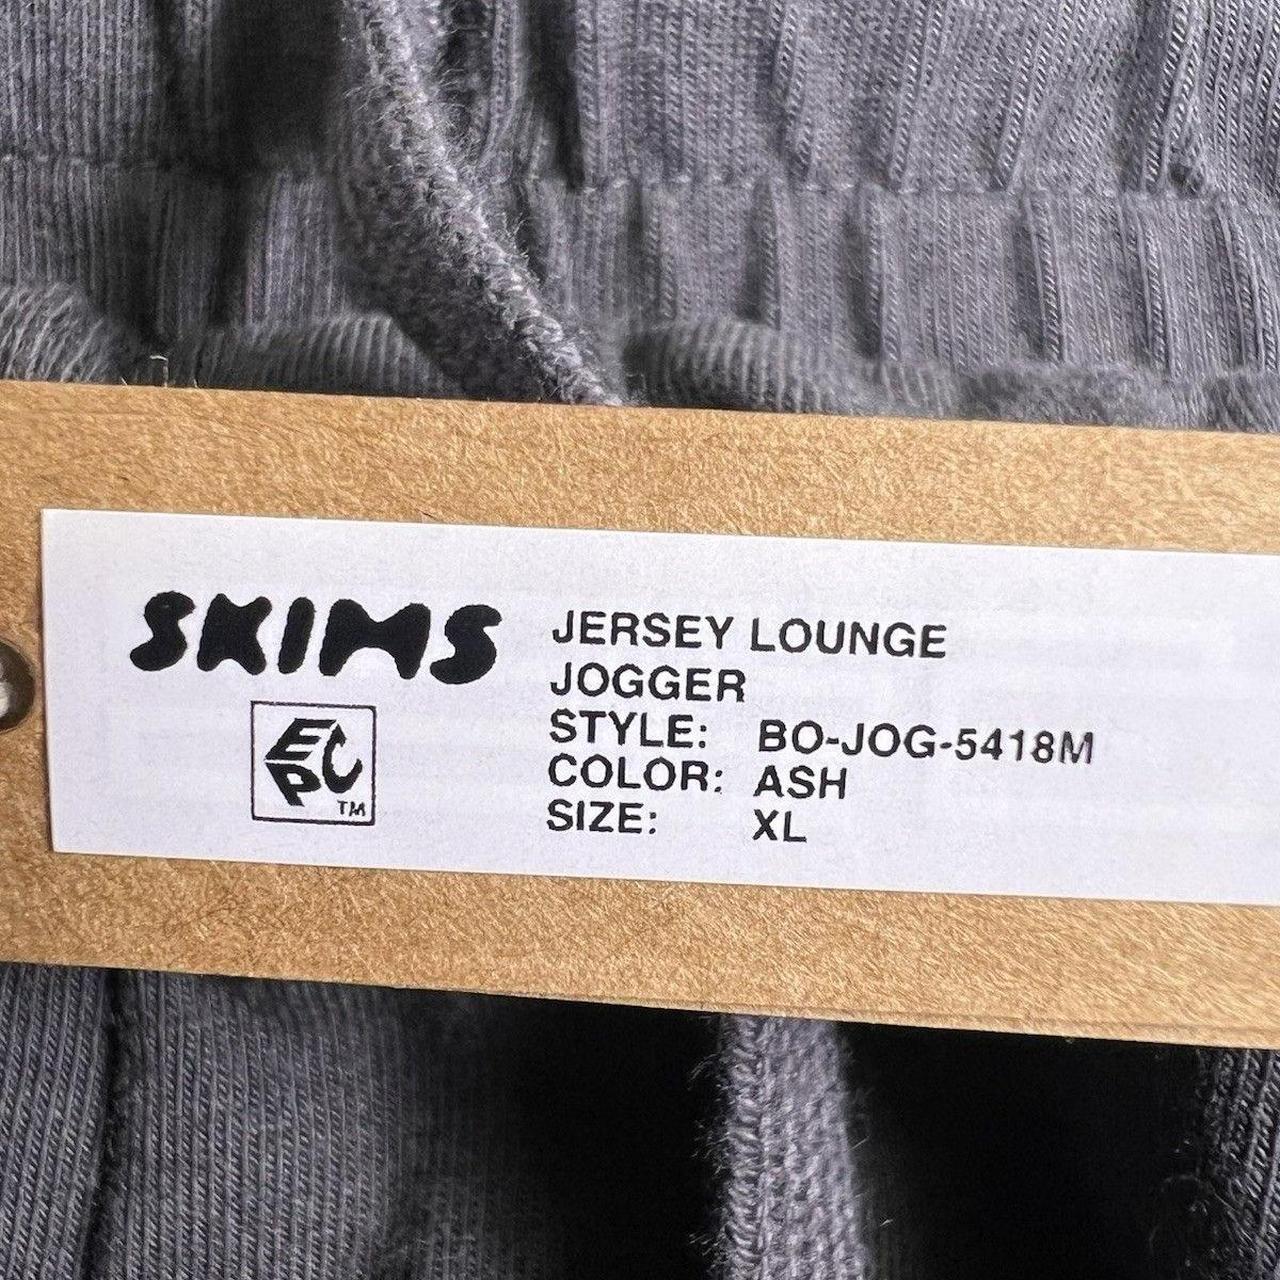 SKIMS
EPC
TM
JERSEY LOUNGE
JOGGER
STYLE: BO-JOG-5418M
COLOR: ASH
SIZE: XL